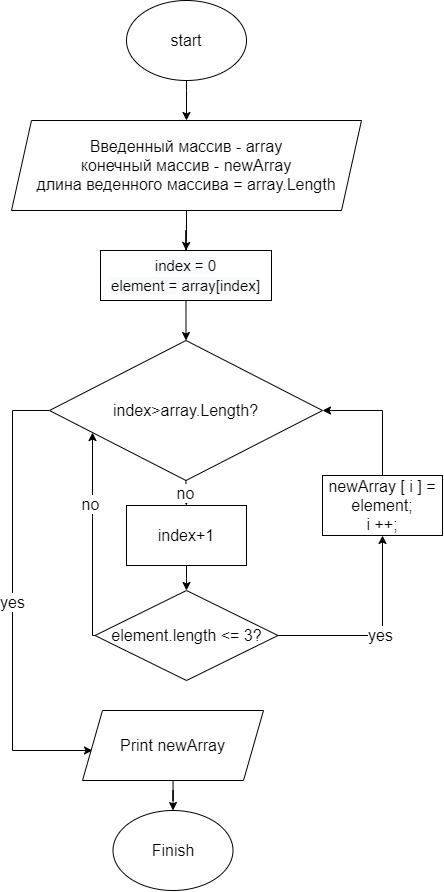 start
Введенный массив - array
конечный массив - newArray
длина веденного массива = array.Length
index = 0
element = array[index]
index>array.Length?
no
no
index+1
newArray [ i ] =
element;
i ++;
yes
element.length <= 3?
yes
Print newArray
Finish